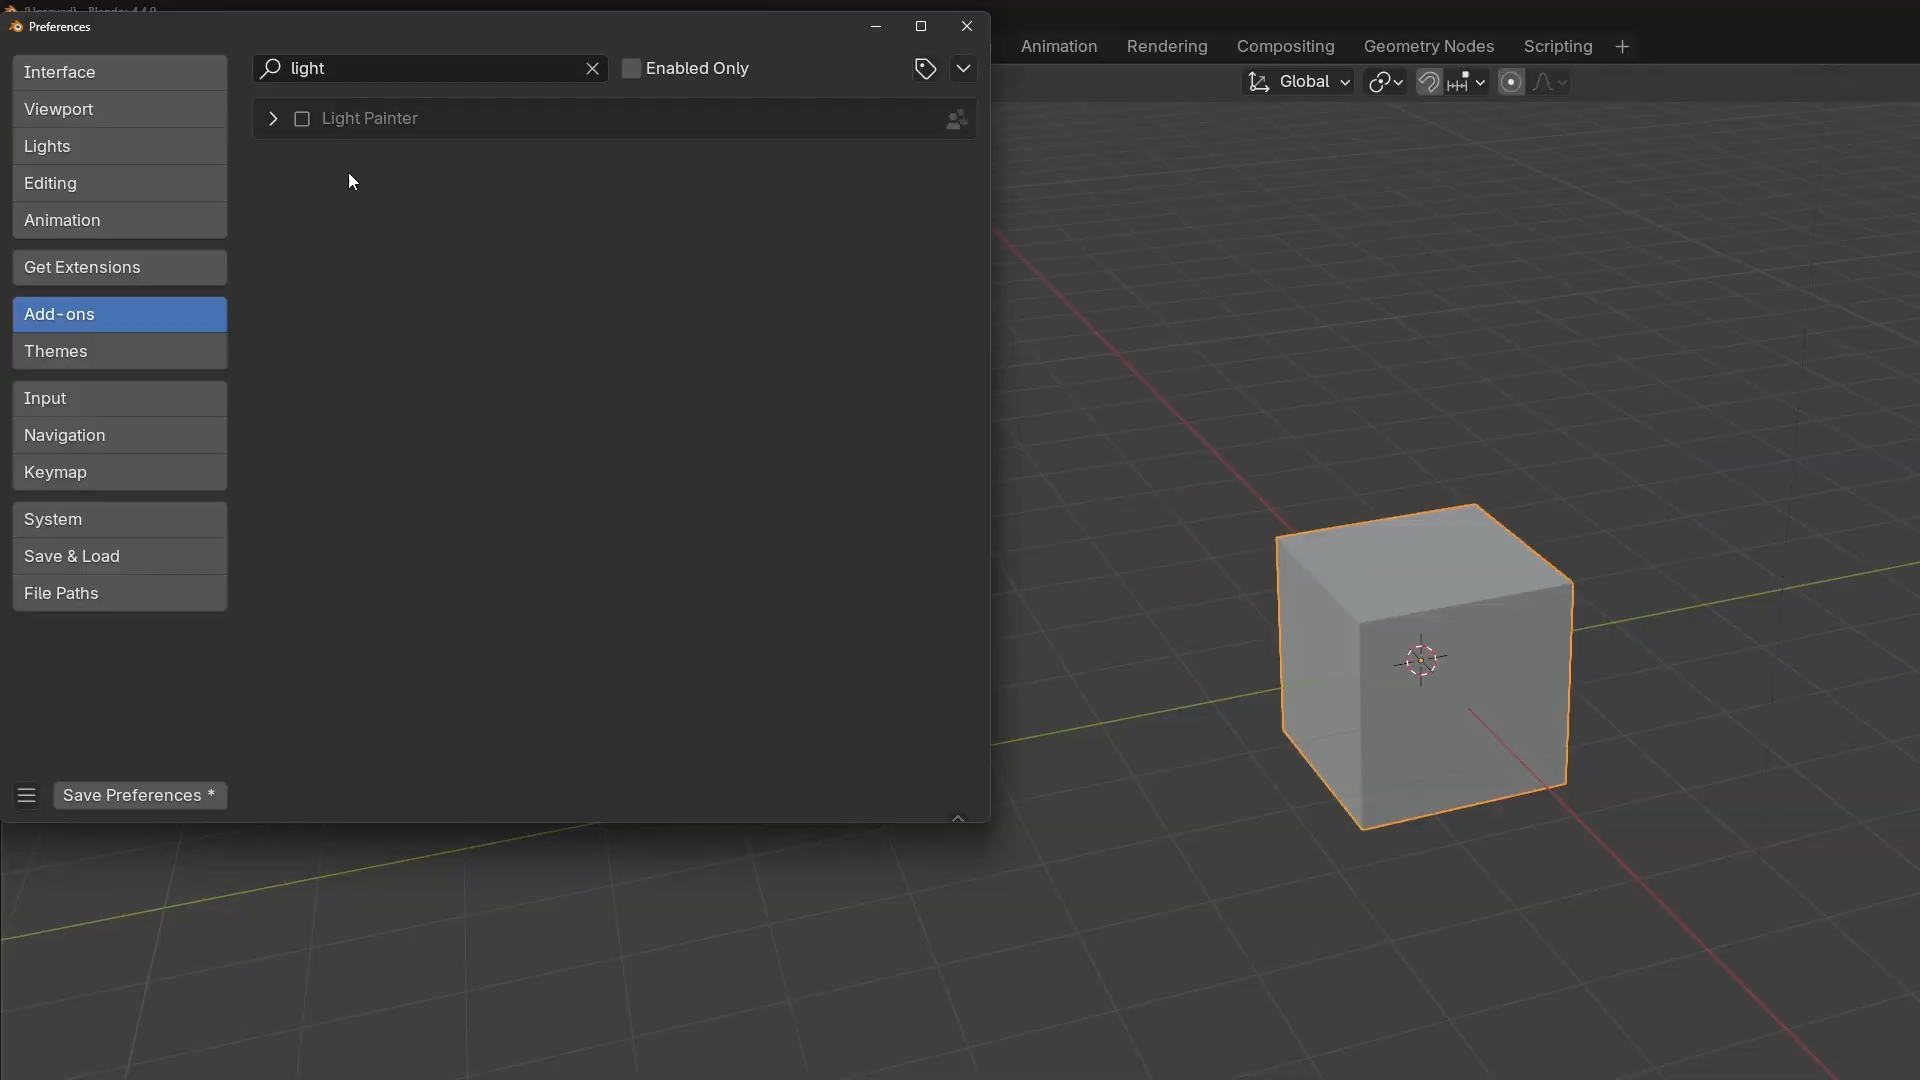 Preferences
Animation Rendering Compositing Geometry Nodes Scripting
Interface
light
Enabled Only
Global
Viewport
Light Painter
Lights
Editing
Animation
Get Extensions
Add-ons
Themes
Input
Navigation
Keymap
System
Save & Load
File Paths
Save Preferences *